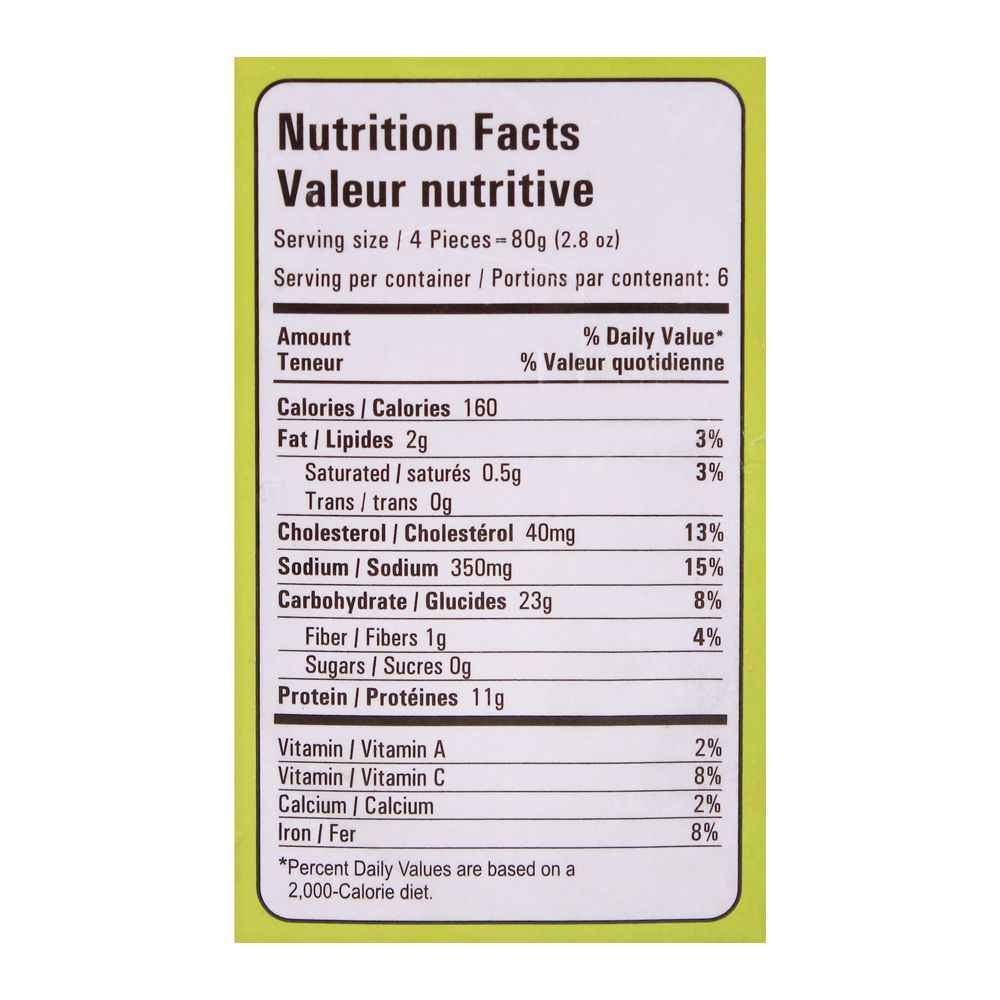 Nutrition Facts
Valeur nutritive
Serving size / 4 Pieces = 80g (2.8 oz)
Serving per container / Portions par contenant: 6
Amount % Daily Value*
Teneur % Valeur quotidienne
Calories / Calories 160
Fat / Lipides 2g 3%
Saturated / saturés 0.5g 3%
Trans / trans 0g
Cholesterol / Cholestérol 40mg 13%
Sodium / Sodium 350mg 15%
Carbohydrate / Glucides 23g 8%
Fiber / Fibers 1g 4%
Sugars / Sucres 0g
Protein / Protéines 11g
Vitamin / Vitamin A 2%
Vitamin / Vitamin C 8%
Calcium / Calcium 2%
Iron / Fer 8%
*Percent Daily Values are based on a
2,000-Calorie diet.